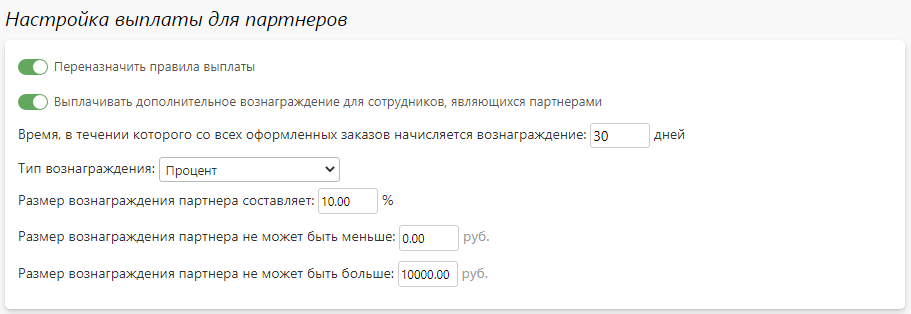 Настройка выплаты для партнеров
Переназначить правила выплаты
Выплачивать дополнительное вознаграждение для сотрудников, являющихся партнерами
Время, в течении которого со всех оформленных заказов начисляется вознаграждение: 30 дней
Тип вознаграждения: Процент
Размер вознаграждения партнера составляет: 10.00 %
Размер вознаграждения партнера не может быть меньше: 0.00 руб.
Размер вознаграждения партнера не может быть больше: 10000.00 руб.